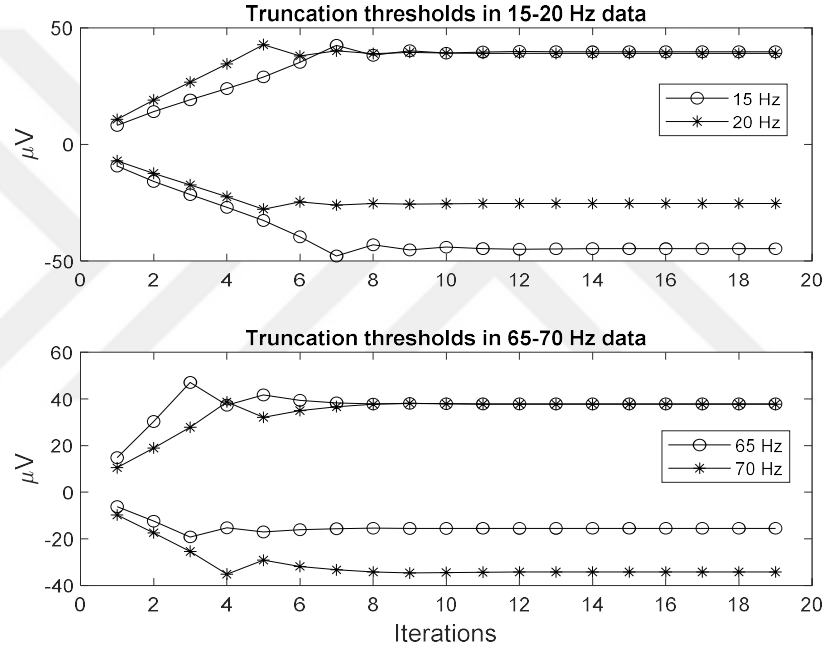 Truncation thresholds in 15-20 Hz data
50
0
-50
μV
15 Hz
20 Hz
0 2 4 6 8 10 12 14 16 18 20
Truncation thresholds in 65-70 Hz data
60
40
20
0
-20
-40
μV
65 Hz
70 Hz
0 2 4 6 8 10 12 14 16 18 20
Iterations